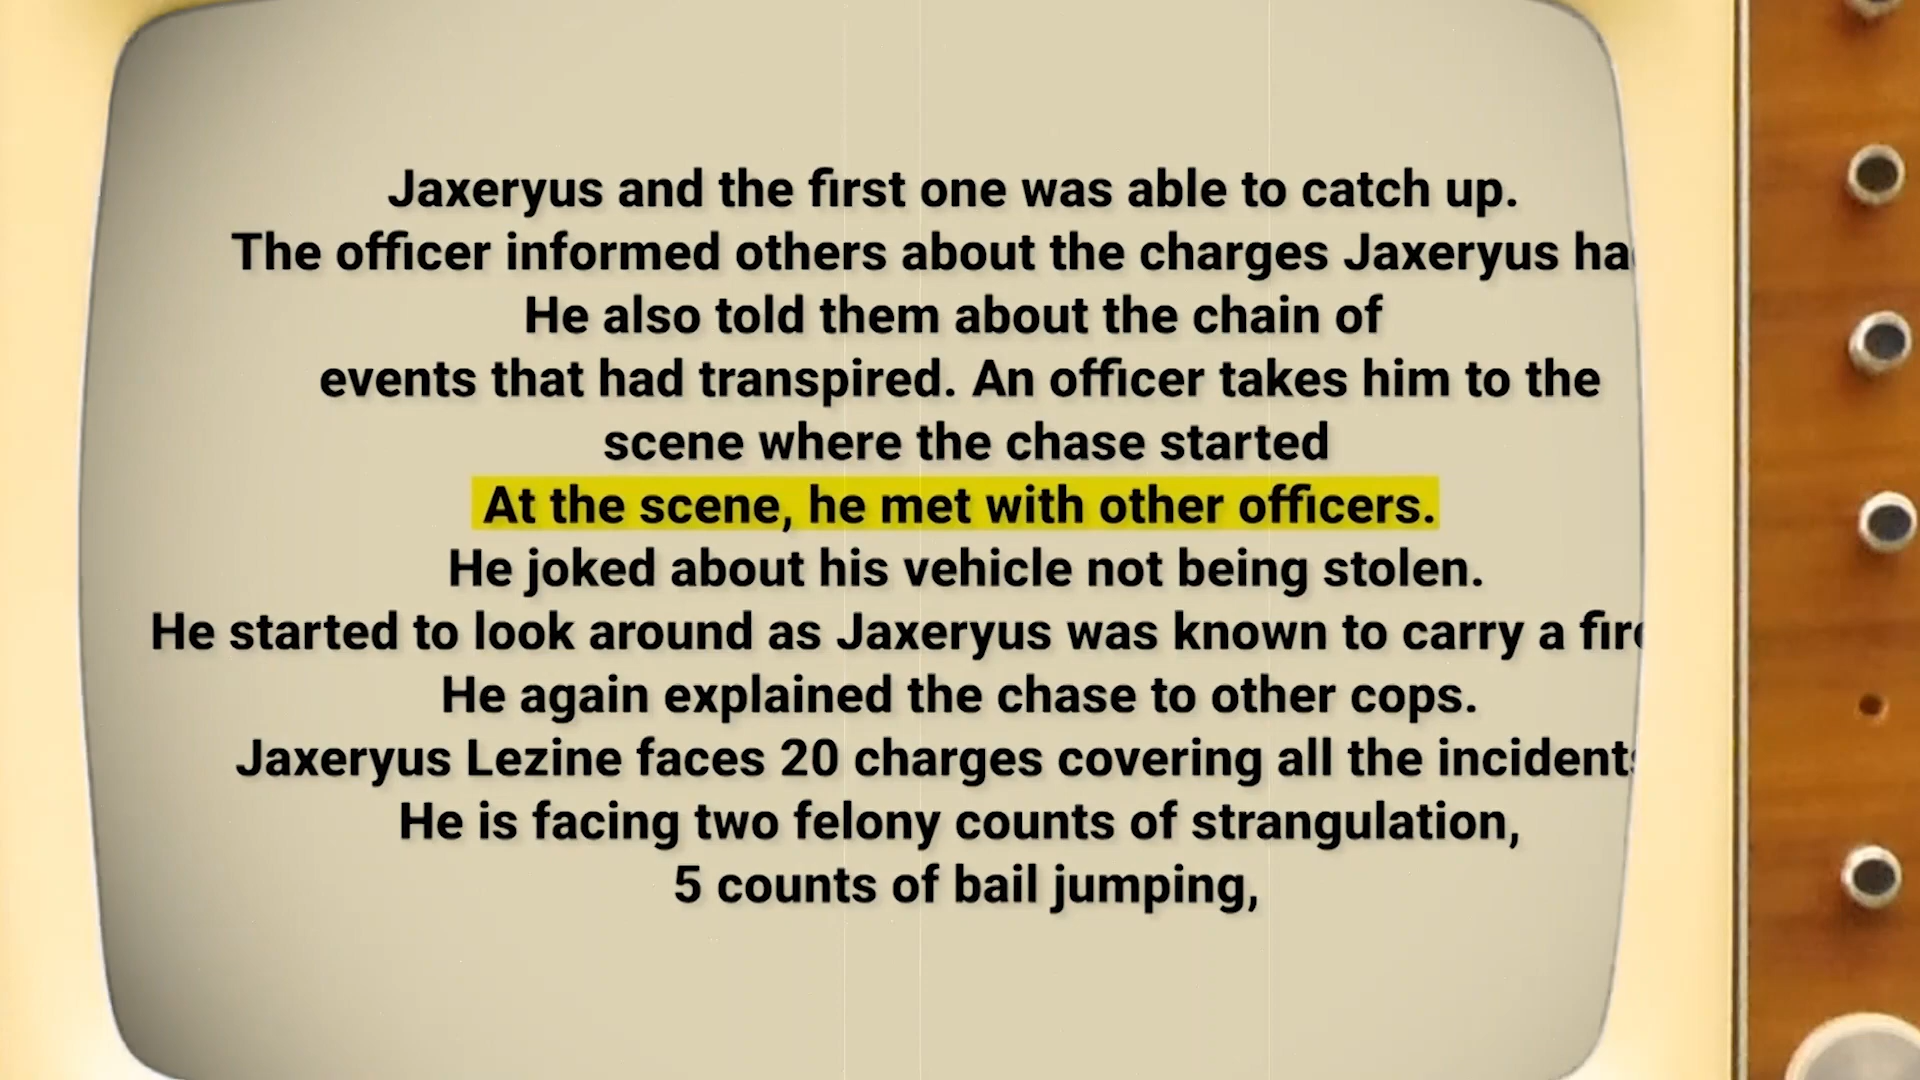 Jaxeryus and the first one was able to catch up.
The officer informed others about the charges Jaxeryus
He also told them about the chain of
events that had transpired. An officer takes him to the
scene where the chase started
At the scene, he met with other officers.
He joked about his vehicle not being stolen.
He started to look around as Jaxeryus was known to carry a
He again explained the chase to other cops.
Jaxeryus Lezine faces 20 charges covering all the
He is facing two felony counts of strangulation,
5 counts of bail jumping,